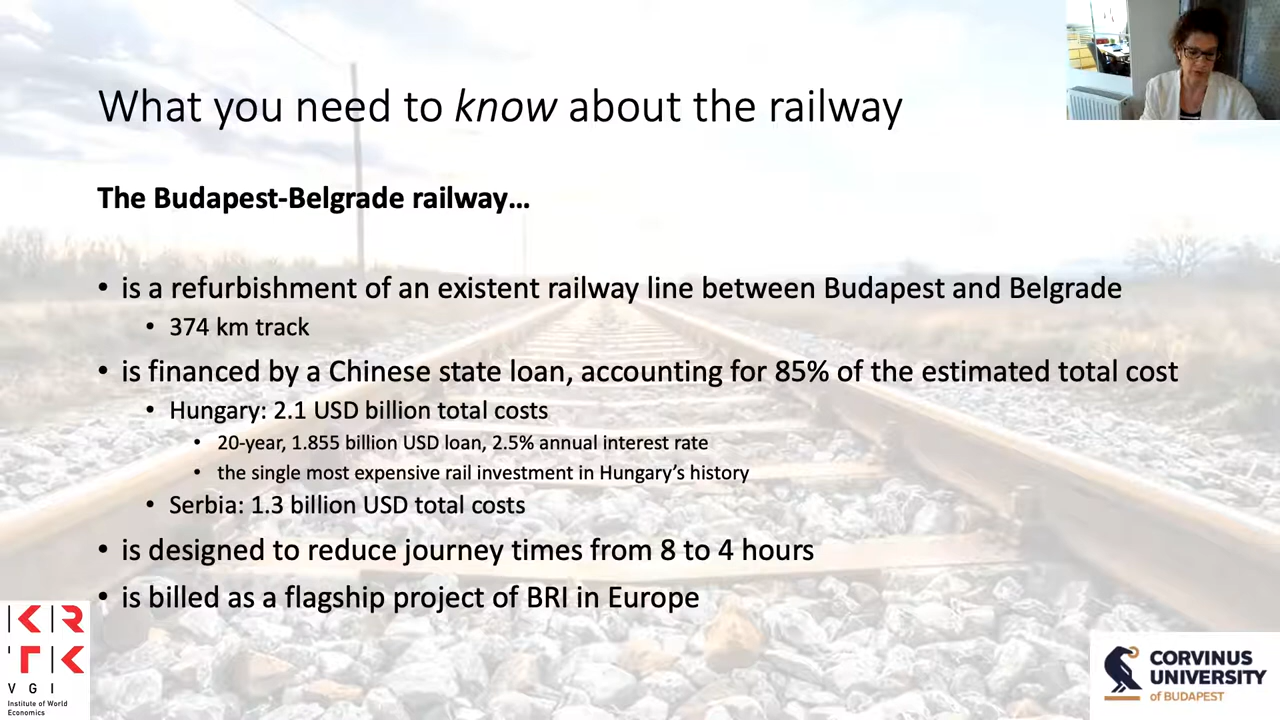 What you need to know about the railway
The Budapest-Belgrade railway...
• is a refurbishment of an existent railway line between Budapest and Belgrade
• 374 km track
• is financed by a Chinese state loan, accounting for 85% of the estimated total cost
• Hungary: 2.1 USD billion total costs
• 20-year, 1.855 billion USD loan, 2.5% annual interest rate
• the single most expensive rail investment in Hungary’s history
• Serbia: 1.3 billion USD total costs
• is designed to reduce journey times from 8 to 4 hours
• is billed as a flagship project of BRI in Europe
KR
TK
VGI
Institute of World
Economics
CORVINUS
UNIVERSITY
of BUDAPEST